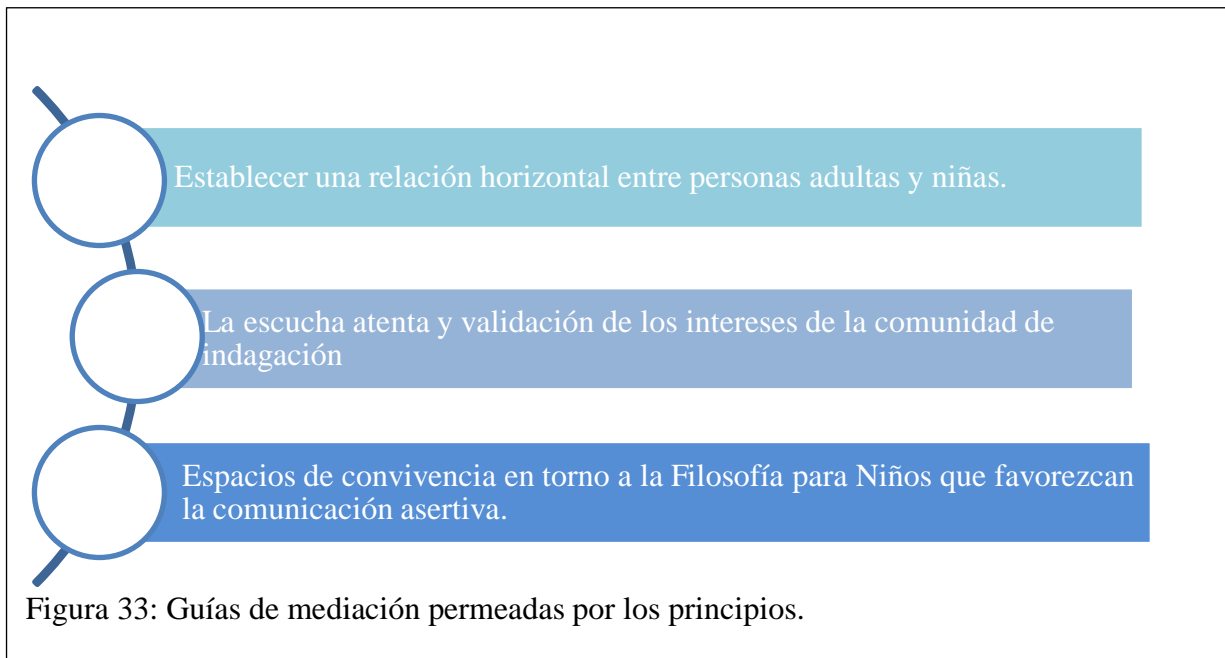 Establecer una relación horizontal entre personas adultas y niñas.
La escucha atenta y validación de los intereses de la comunidad de
indagación
Espacios de convivencia en torno a la Filosofía para Niños que favorezcan
la comunicación asertiva.
Figura 33: Guías de mediación permeadas por los principios.